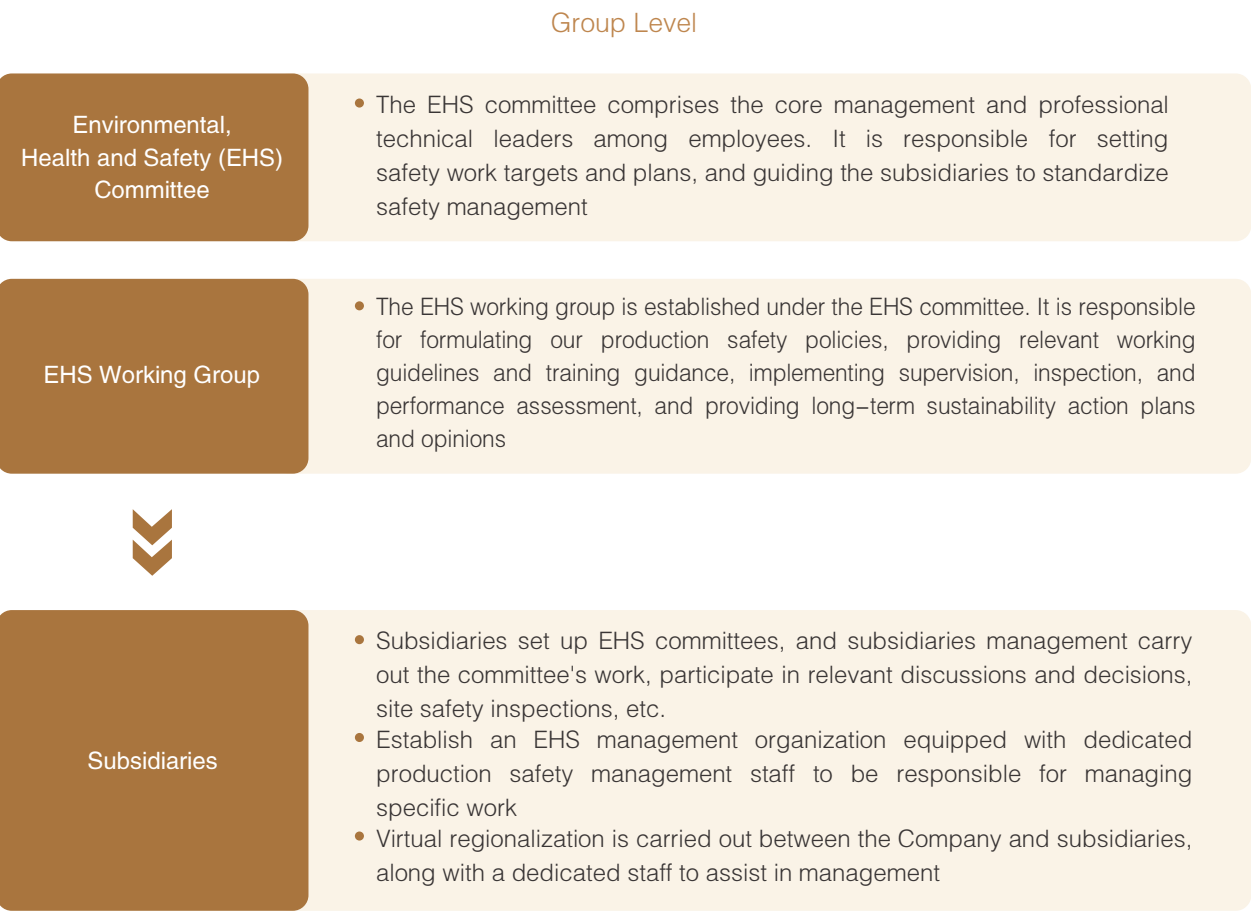 Group Level
Environmental,
Health and Safety (EHS)
Committee
• The EHS committee comprises the core management and professional
technical leaders among employees. It is responsible for setting
safety work targets and plans, and guiding the subsidiaries to standardize
safety management
EHS Working Group
• The EHS working group is established under the EHS committee. It is responsible
for formulating our production safety policies, providing relevant working
guidelines and training guidance, implementing supervision, inspection, and
performance assessment, and providing long–term sustainability action plans
and opinions
Subsidiaries
• Subsidiaries set up EHS committees, and subsidiaries management carry
out the committee's work, participate in relevant discussions and decisions,
site safety inspections, etc.
• Establish an EHS management organization equipped with dedicated
production safety management staff to be responsible for managing
specific work
• Virtual regionalization is carried out between the Company and subsidiaries,
along with a dedicated staff to assist in management